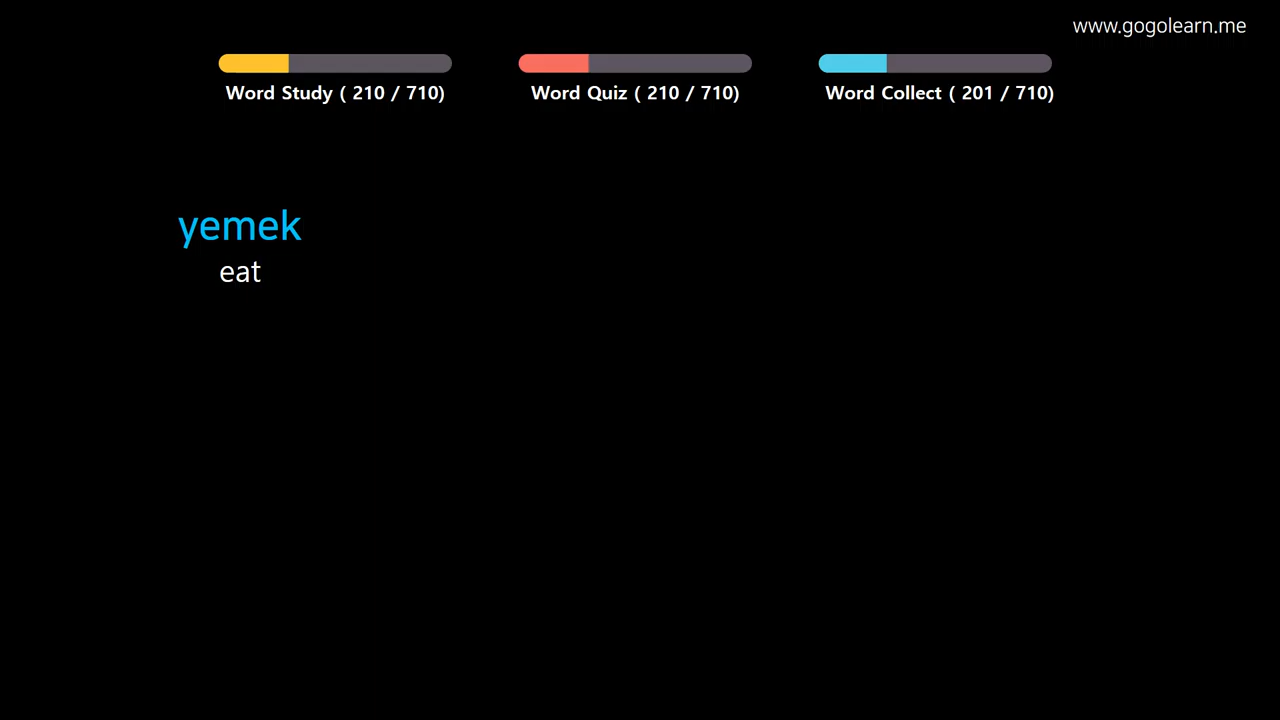 www.gogolearn.me
Word Study ( 210 / 710)
Word Quiz ( 210 / 710)
Word Collect ( 201 / 710)
yemek
eat